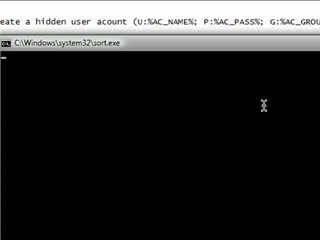 eate a hidden user acount (U:%AC_NAME%; P:%AC_PASS%; G:%AC_GROU
C:\Windows\system32\sort.exe